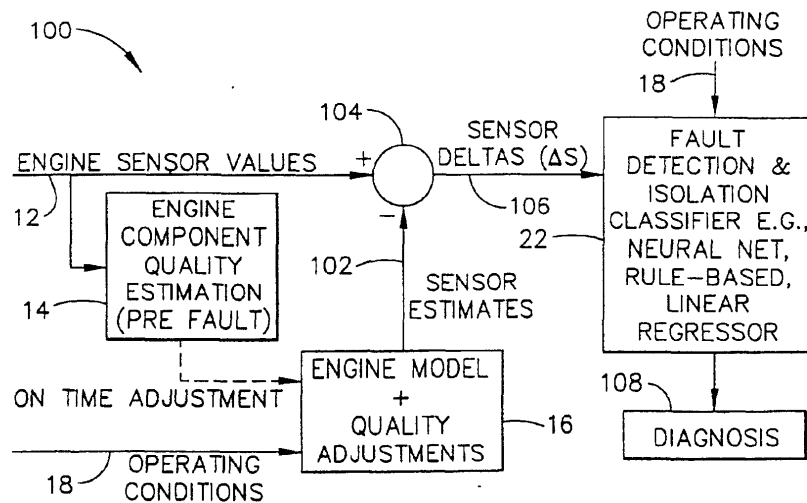 100
OPERATING
CONDITIONS
18
104
SENSOR
DELTAS (ΔS)
ENGINE SENSOR VALUES
+
−
12
106
FAULT
DETECTION &
ISOLATION
CLASSIFIER E.G.,
NEURAL NET,
RULE-BASED,
LINEAR
REGRESSOR
22
ENGINE
COMPONENT
QUALITY
ESTIMATION
(PRE FAULT)
14
102
SENSOR
ESTIMATES
ON TIME ADJUSTMENT
ENGINE MODEL
+
QUALITY
ADJUSTMENTS
16
108
DIAGNOSIS
18
OPERATING
CONDITIONS